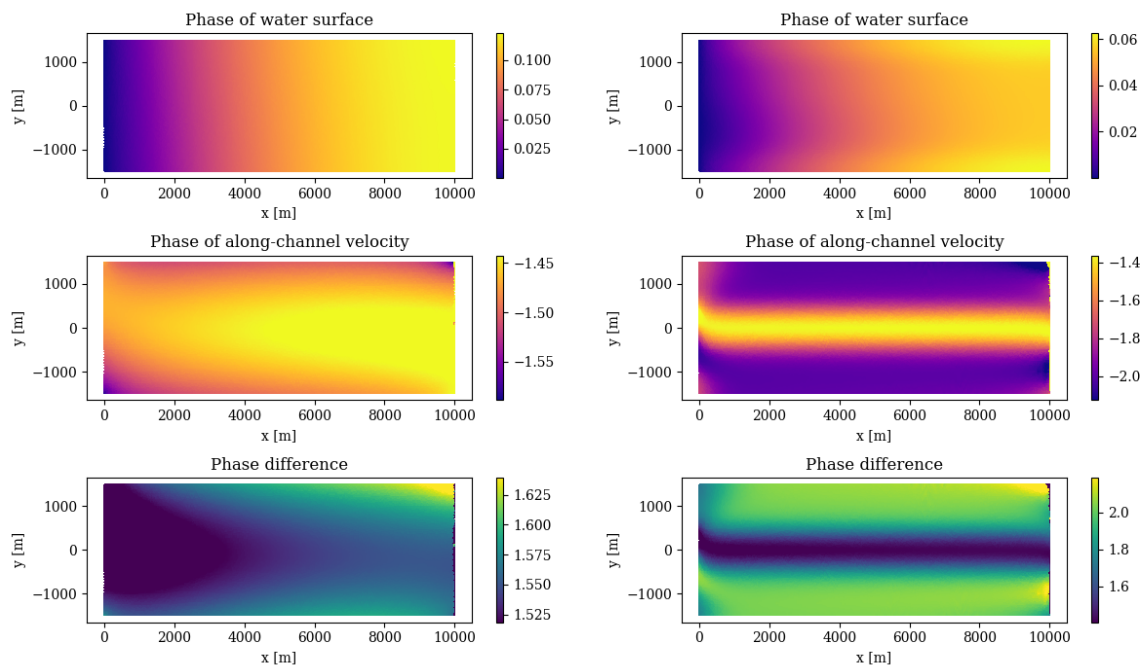 Phase of water surface
1000
0
−1000
y [m]
0 2000 4000 6000 8000 10000
x [m]
0.100
0.075
0.050
0.025
Phase of water surface
1000
0
−1000
y [m]
0 2000 4000 6000 8000 10000
x [m]
0.06
0.04
0.02
Phase of along-channel velocity
1000
0
−1000
y [m]
0 2000 4000 6000 8000 10000
x [m]
−1.45
−1.50
−1.55
Phase of along-channel velocity
1000
0
−1000
y [m]
0 2000 4000 6000 8000 10000
x [m]
−1.4
−1.6
−1.8
−2.0
Phase difference
1000
0
−1000
y [m]
0 2000 4000 6000 8000 10000
x [m]
1.625
1.600
1.575
1.550
1.525
Phase difference
1000
0
−1000
y [m]
0 2000 4000 6000 8000 10000
x [m]
2.0
1.8
1.6